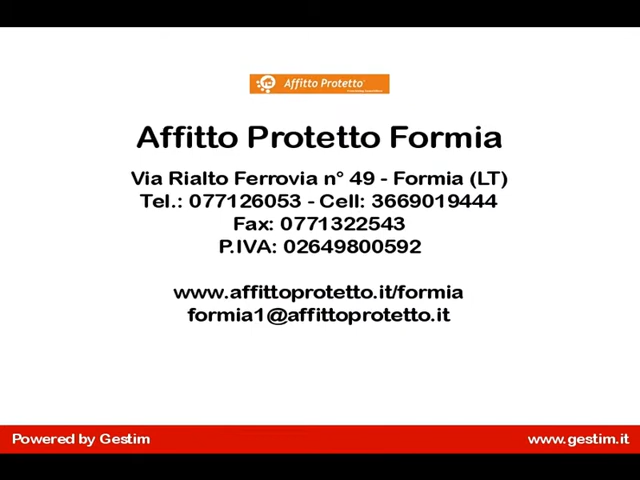 Affitto Protetto
Affitto Protetto Formia
Via Rialto Ferrovia n° 49 - Formia (LT)
Tel.: 077126053 - Cell: 3669019444
Fax: 0771322543
P.IVA: 02649800592
www.affittoprotetto.it/formia
formia1@affittoprotetto.it
Powered by Gestim
www.gestim.it